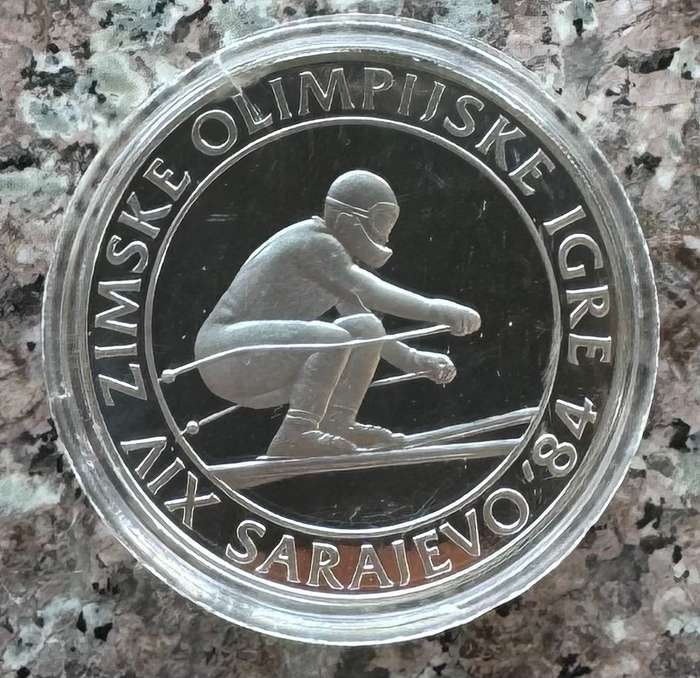 XIV ZIMSKE OLIMPIJSKE IGRE
SARAJEVO '84